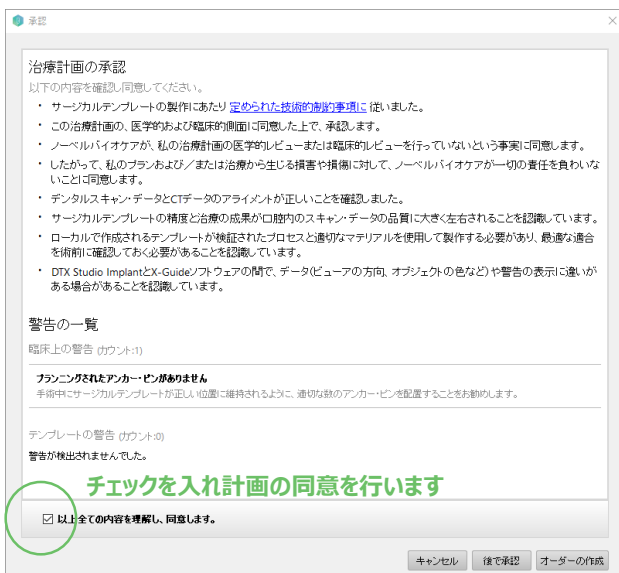 承認
治療計画の承認
以下の内容を確認し同意してください。
・ サージカルテンプレートの製作にあたり 定められた技術的制約事項に 従いました。
・ この治療計画の、医学的および臨床的側面に同意した上で、承認します。
・ ノーベルバイオケアが、私の治療計画の医学的レビューまたは臨床的レビューを行っていないという事実に同意します。
・ したがって、私のプランおよび／または治療から生じる損害や損傷に対して、ノーベルバイオケアが一切の責任を負わな
いことに同意します。
・ デンタルスキャン・データとCTデータのアライメントが正しいことを確認しました。
・ サージカルテンプレートの精度と治療の成果が口腔内のスキャン・データの品質に大きく左右されることを認識しています。
・ ローカルで作成されるテンプレートが検証されたプロセスと適切なマテリアルを使用して製作する必要があり、最適な適合
を術前に確認しておく必要があることを認識しています。
・ DTX Studio ImplantとX-Guideソフトウェアの間で、データ(ビューアの方向、オブジェクトの色など)や警告の表示に違いが
ある場合があることを認識しています。
警告の一覧
臨床上の警告 (カウント:1)
プランニングされたアンカー・ピンがありません
手術中にサージカルテンプレートが正しい位置に維持されるように、適切な数のアンカー・ピンを配置することをお勧めします。
テンプレートの警告 (カウント:0)
警告が検出されませんでした。
チェックを入れ計画の同意を行います
以上全ての内容を理解し、同意します。
キャンセル 後で承認 オーダーの作成